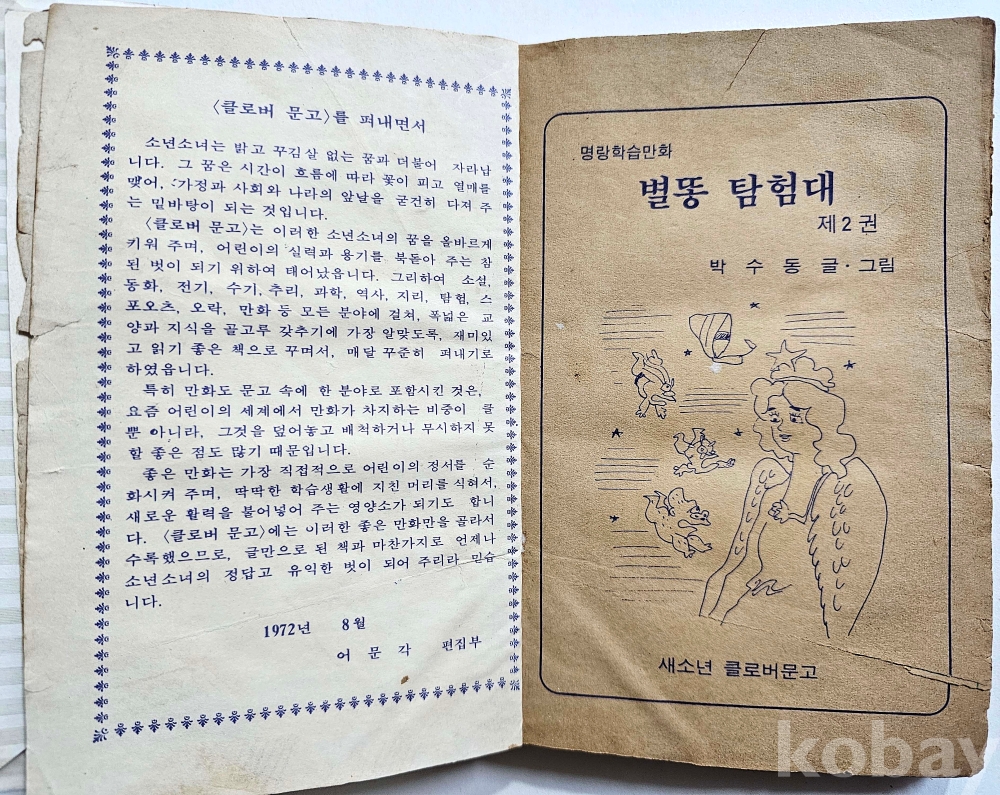 〈클로버 문고〉를 펴내면서
소년소녀는 밝고 꾸김살 없는 꿈과 더불어 자라납
니다. 그 꿈은 시간이 흐름에 따라 꽃이 피고 열매를
맺어, 가정과 사회와 나라의 앞날을 굳건히 다져 주
는 밑바탕이 되는 것입니다.
〈클로버 문고〉는 이러한 소년소녀의 꿈을 올바르게
키워 주며, 어린이의 실력과 용기를 북돋아 주는 참
된 벗이 되기 위하여 태어났읍니다. 그리하여 소설,
동화, 전기, 수기, 추리, 과학, 역사, 지리, 탐험, 스
포오츠, 오락, 만화 등 모든 분야에 걸쳐, 폭넓은 교
양과 지식을 골고루 갖추기에 가장 알맞도록, 재미있
고 읽기 좋은 책으로 꾸며서, 매달 꾸준히 펴내기로
하였읍니다.
특히 만화도 문고 속에 한 분야로 포함시킨 것은,
요즘 어린이의 세계에서 만화가 차지하는 비중이 클
뿐 아니라, 그것을 덮어놓고 배척하거나 무시하지 못
할 좋은 점도 많기 때문입니다.
좋은 만화는 가장 직접적으로 어린이의 정서를 순
화시켜 주며, 딱딱한 학습생활에 지친 머리를 식혀서,
새로운 활력을 불어넣어 주는 영양소가 되기도 합니
다. 〈클로버 문고〉에는 이러한 좋은 만화만을 골라서
수록했으므로, 글만으로 된 책과 마찬가지로 언제나
소년소녀의 정답고 유익한 벗이 되어 주리라 믿습
니다.
1972년 8월
어문각 편집부
명랑학습만화
별똥 탐험대
제2권
박수동 글·그림
새소년 클로버문고
kobay